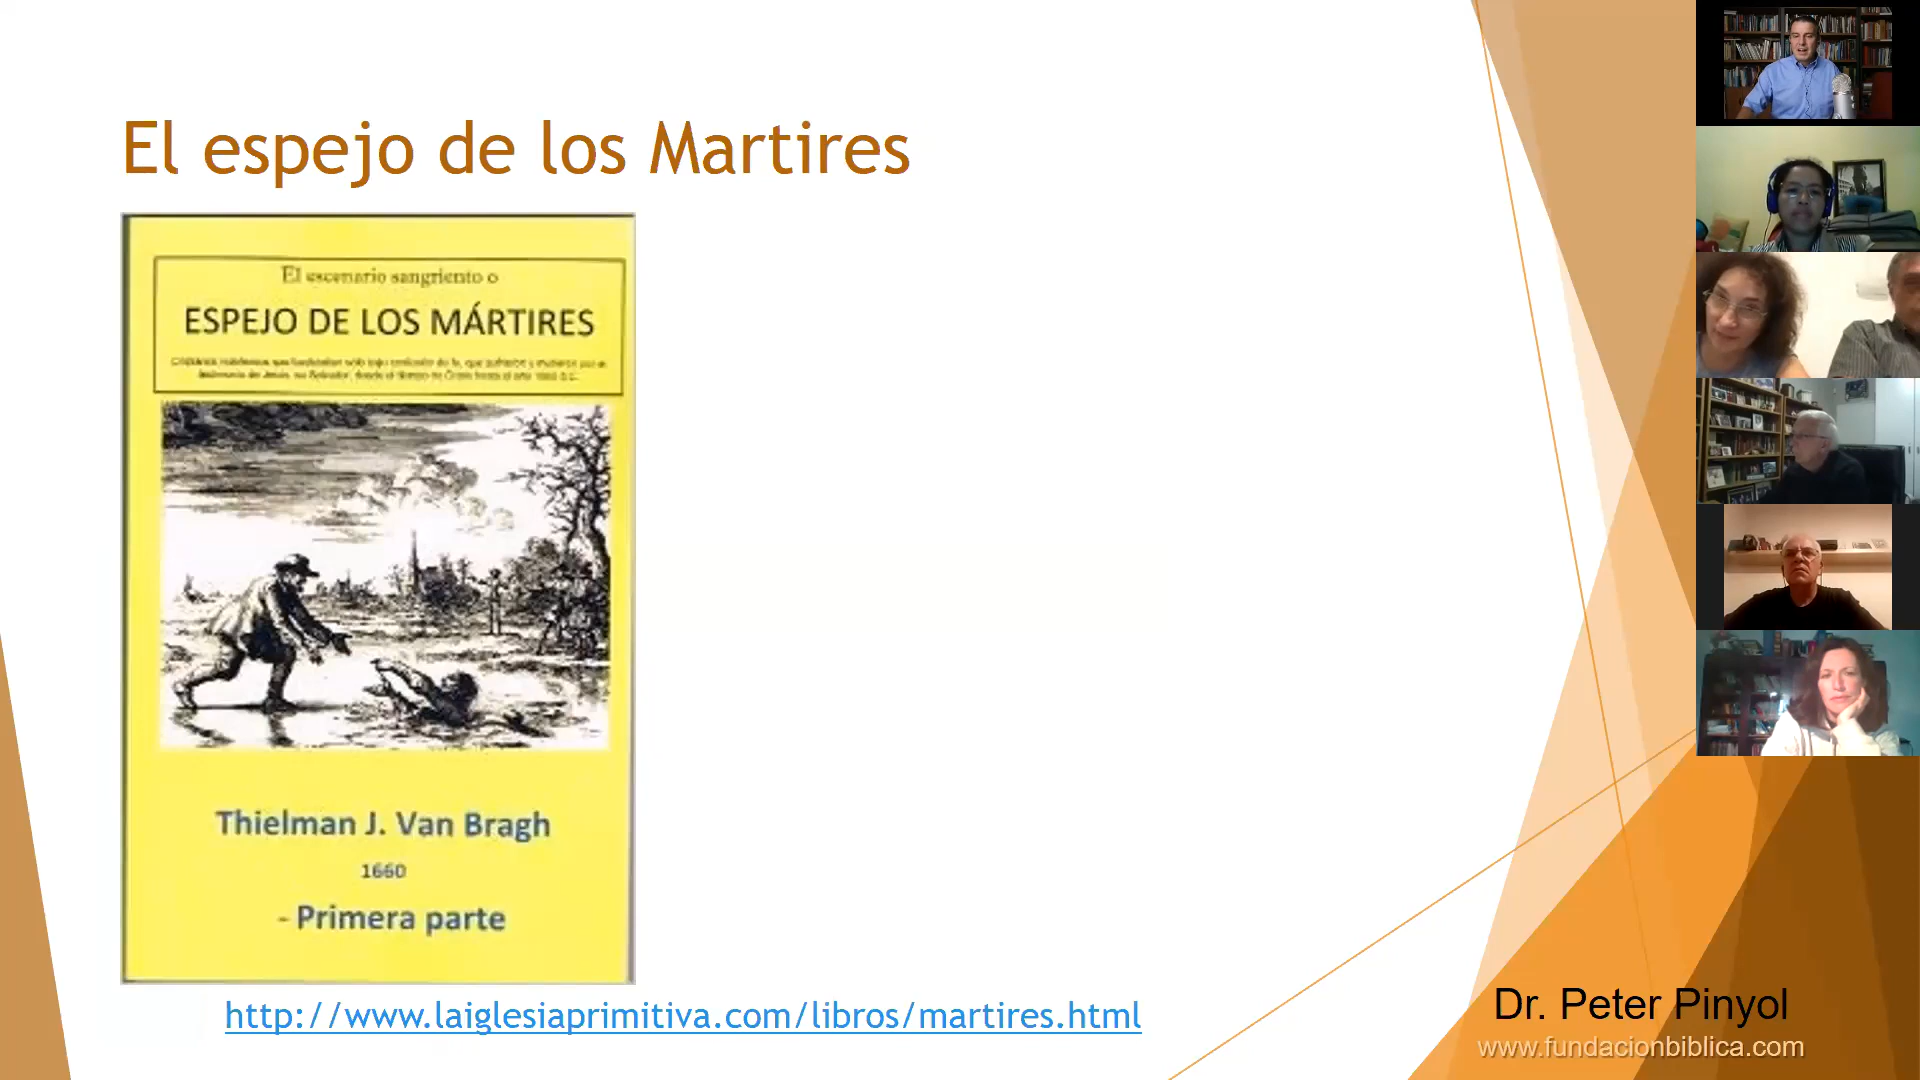 El espejo de los Martires
El escenario sangriento o
ESPEJO DE LOS MÁRTIRES
Thielman J. Van Bragh
1660
- Primera parte
http://www.laiglesiaprimitiva.com/libros/martires.html
Dr. Peter Pinyol
www.fundacionbiblica.com